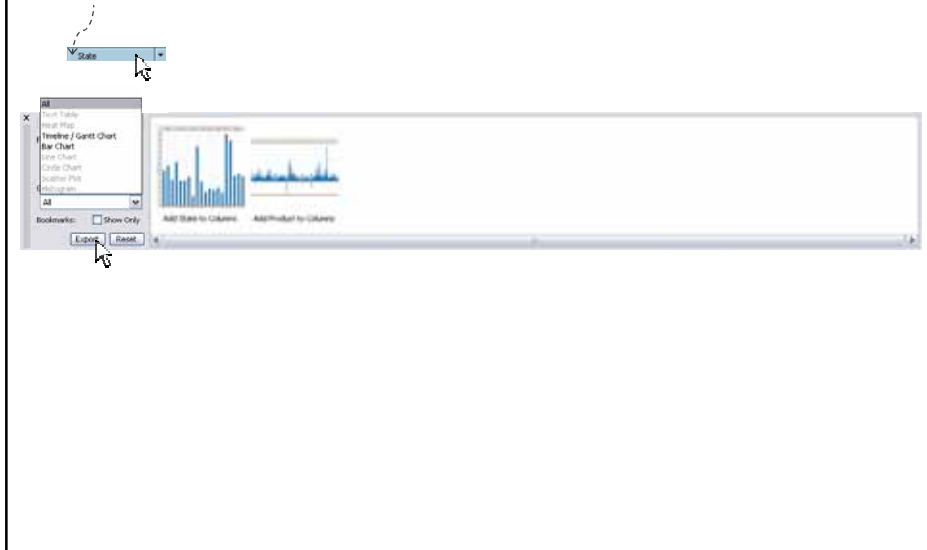 State
All
Text Table
Heat Map
Timeline / Gantt Chart
Bar Chart
Line Chart
Circle Chart
Scatter Plot
Histogram
All
Bookmarks: Show Only
Export Reset
Add State to Columns Add Product to Columns